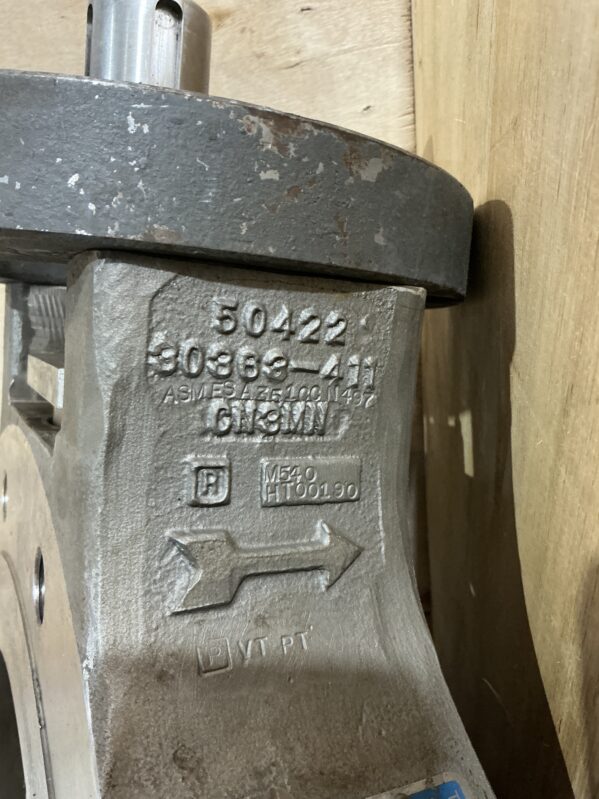 50422
30363-411
CN3MN
R
M540
HT00190
P VT PT